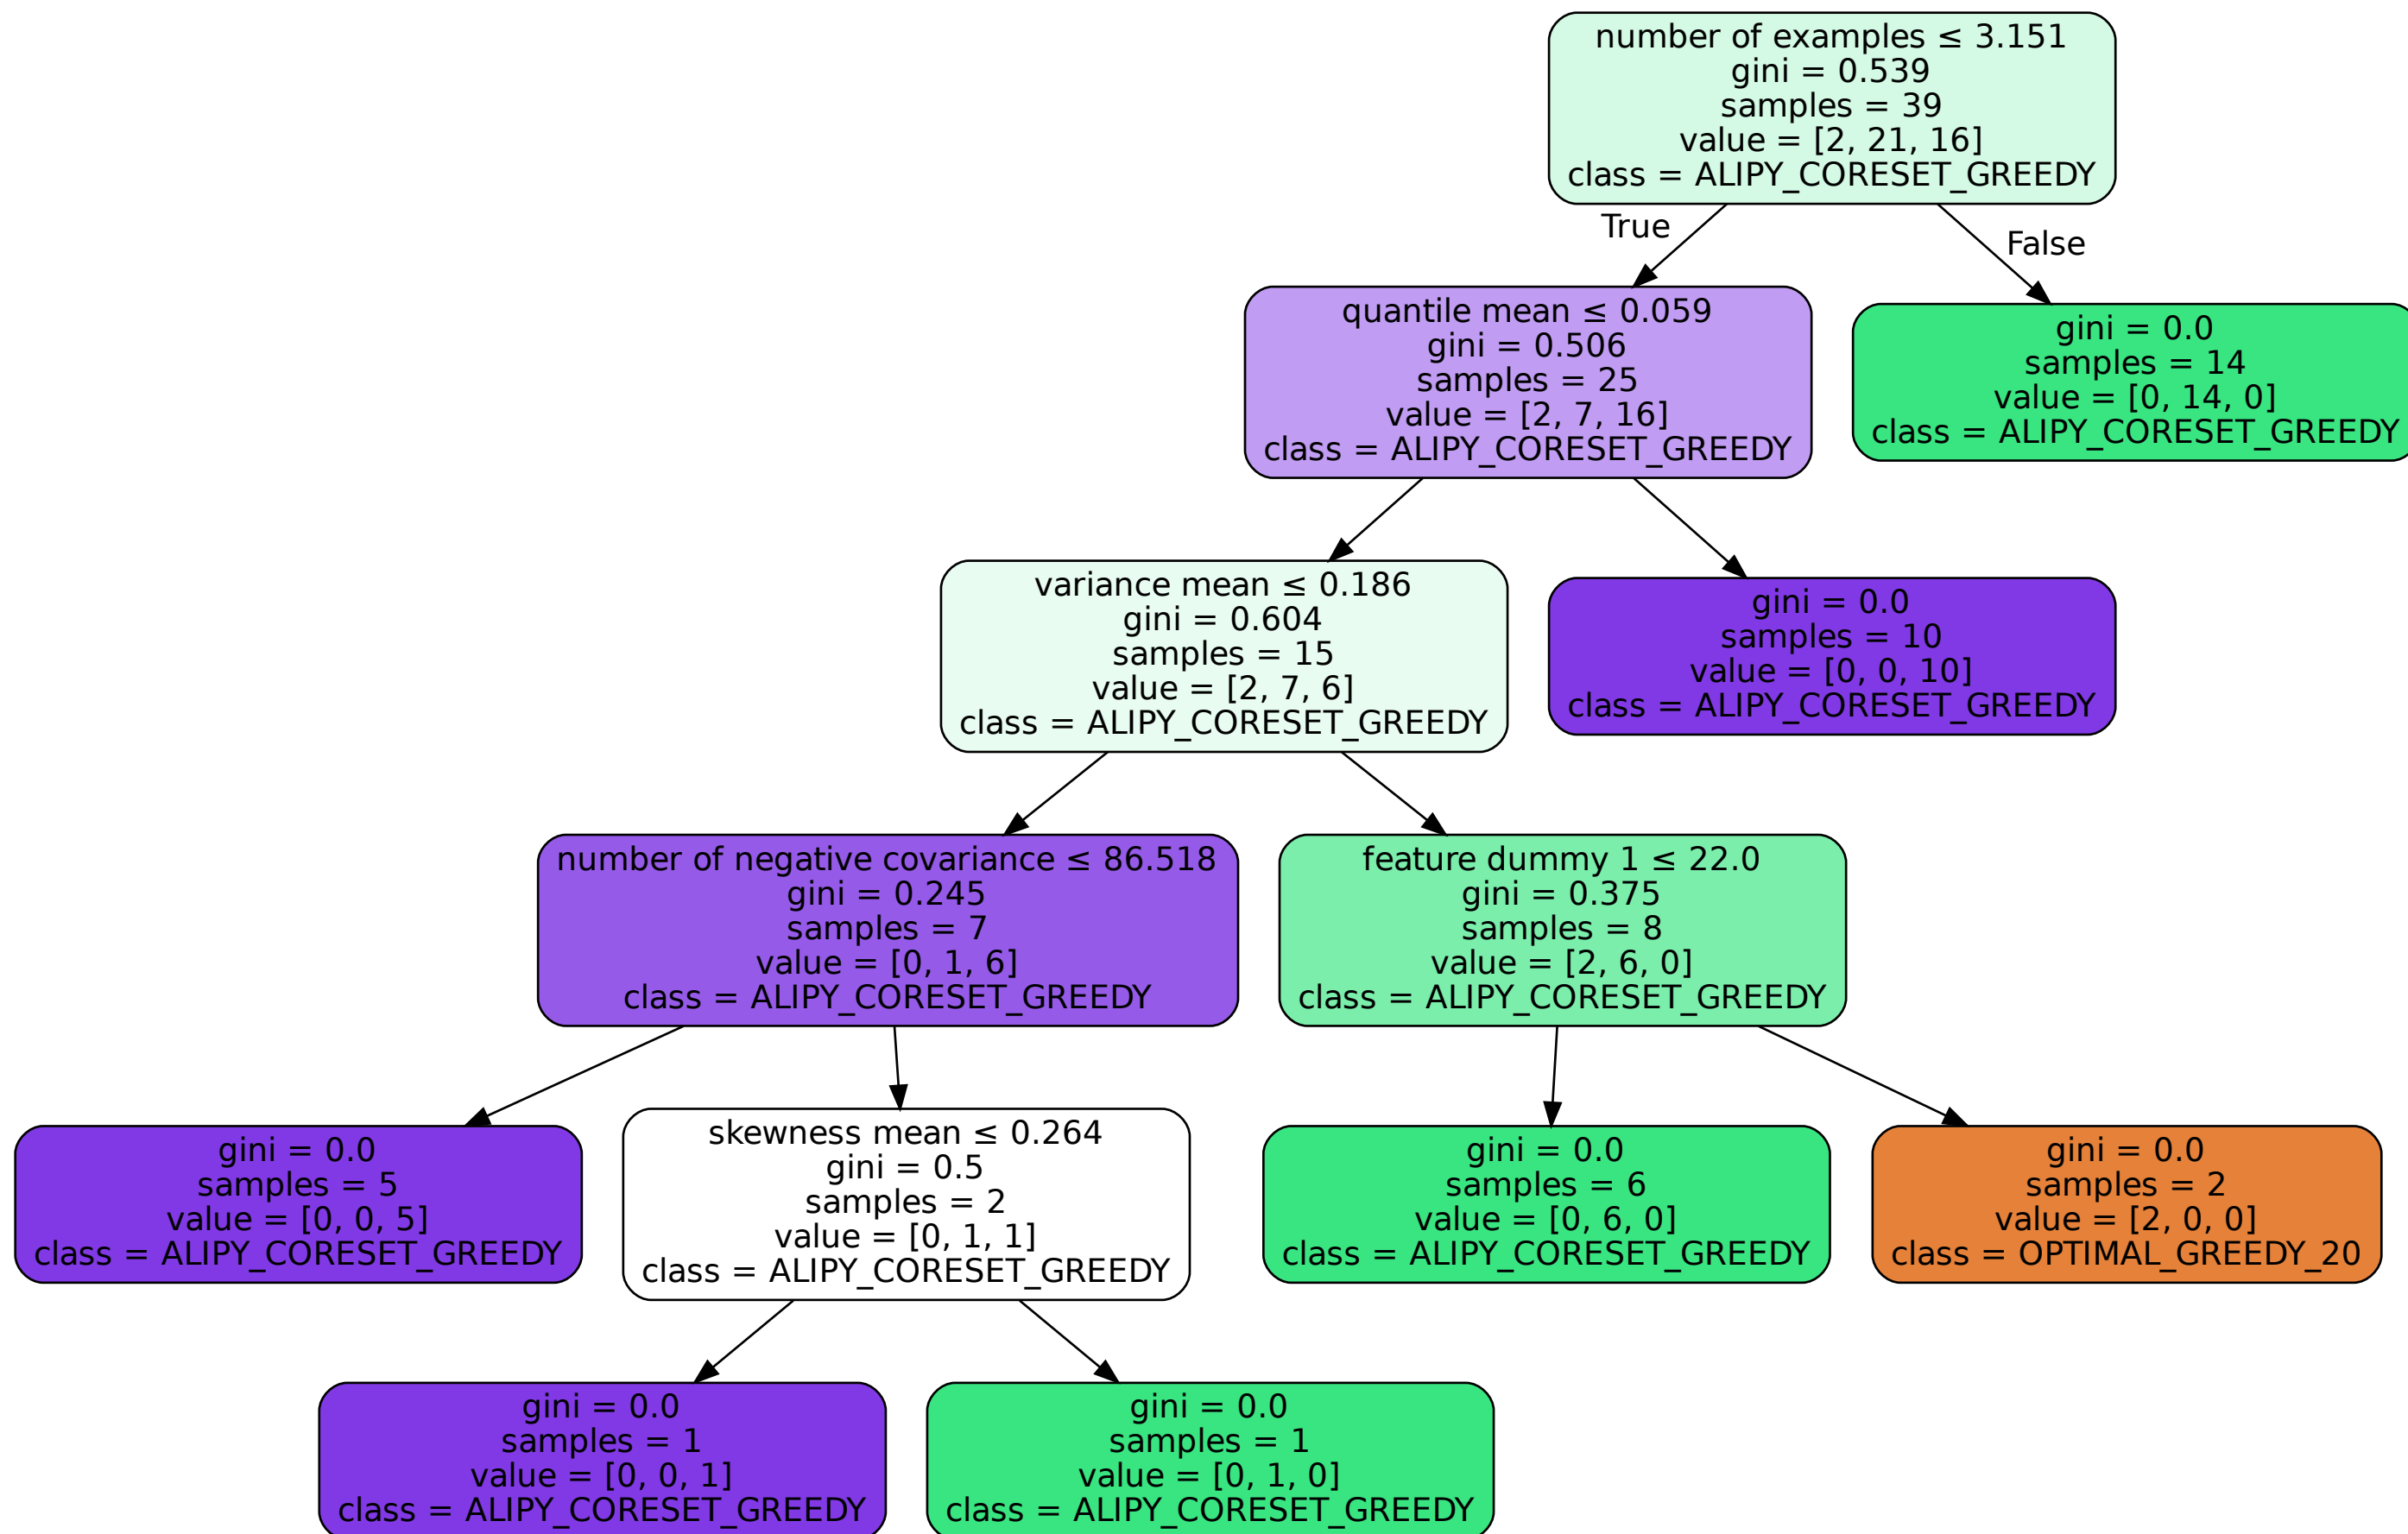 number of examples ≤ 3.151
gini = 0.539
samples = 39
value = [2, 21, 16]
class = ALIPY_CORESET_GREEDY
True
False
quantile mean ≤ 0.059
gini = 0.506
samples = 25
value = [2, 7, 16]
class = ALIPY_CORESET_GREEDY
gini = 0.0
samples = 14
value = [0, 14, 0]
class = ALIPY_CORESET_GREEDY
variance mean ≤ 0.186
gini = 0.604
samples = 15
value = [2, 7, 6]
class = ALIPY_CORESET_GREEDY
gini = 0.0
samples = 10
value = [0, 0, 10]
class = ALIPY_CORESET_GREEDY
number of negative covariance ≤ 86.518
gini = 0.245
samples = 7
value = [0, 1, 6]
class = ALIPY_CORESET_GREEDY
feature dummy 1 ≤ 22.0
gini = 0.375
samples = 8
value = [2, 6, 0]
class = ALIPY_CORESET_GREEDY
gini = 0.0
samples = 5
value = [0, 0, 5]
class = ALIPY_CORESET_GREEDY
skewness mean ≤ 0.264
gini = 0.5
samples = 2
value = [0, 1, 1]
class = ALIPY_CORESET_GREEDY
gini = 0.0
samples = 6
value = [0, 6, 0]
class = ALIPY_CORESET_GREEDY
gini = 0.0
samples = 2
value = [2, 0, 0]
class = OPTIMAL_GREEDY_20
gini = 0.0
samples = 1
value = [0, 0, 1]
class = ALIPY_CORESET_GREEDY
gini = 0.0
samples = 1
value = [0, 1, 0]
class = ALIPY_CORESET_GREEDY